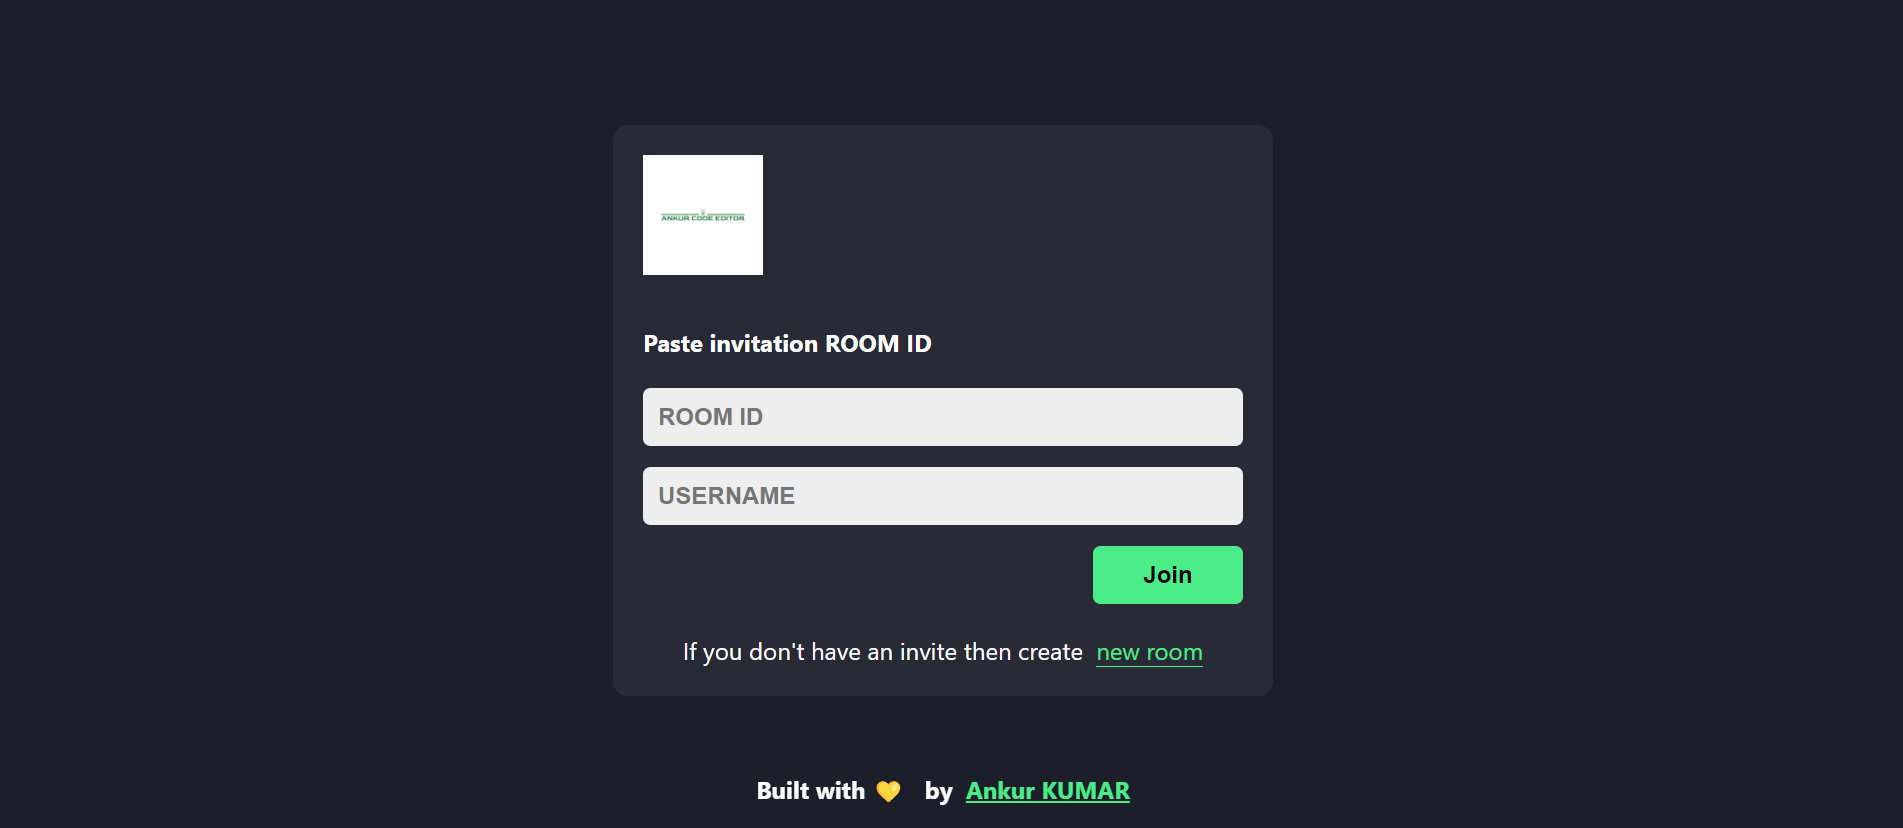 ANKUR CODE EDITOR
Paste invitation ROOM ID
ROOM ID
USERNAME
Join
If you don't have an invite then create new room
Built with 💛 by Ankur KUMAR